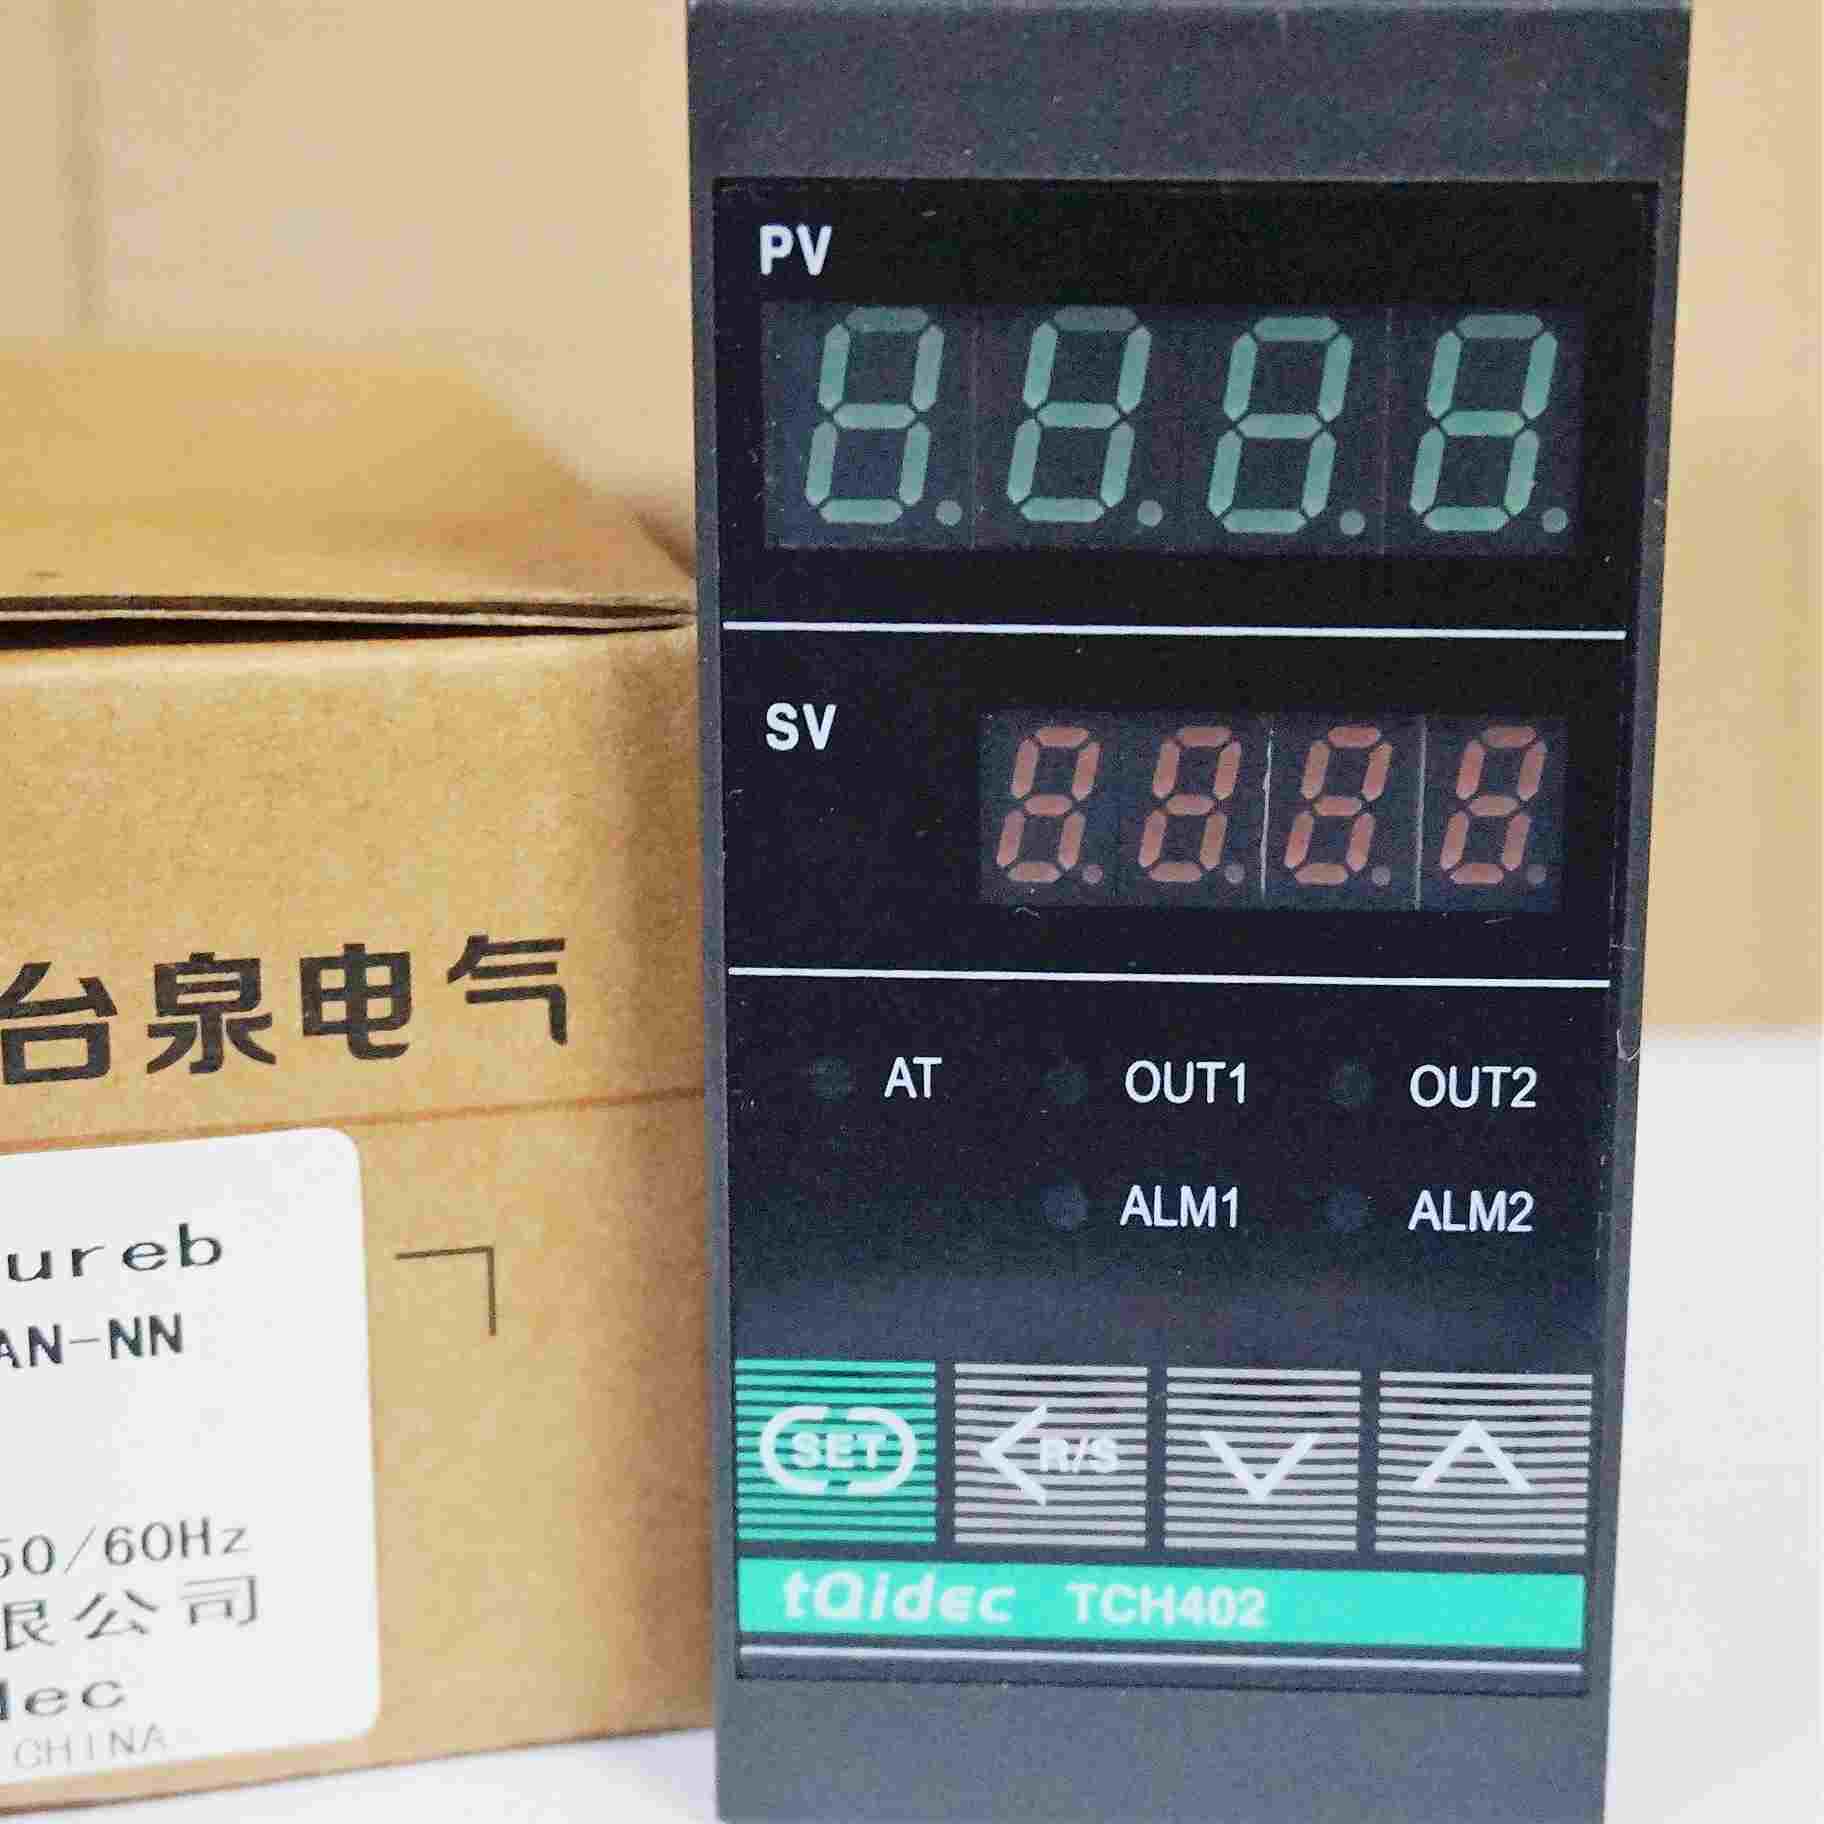 PV
SV
AT OUT1 OUT2
ALM1 ALM2
SET R/S
tQidec TCH402
台泉电气
ureb
AN-NN
50/60Hz
限公司
dec
CHINA